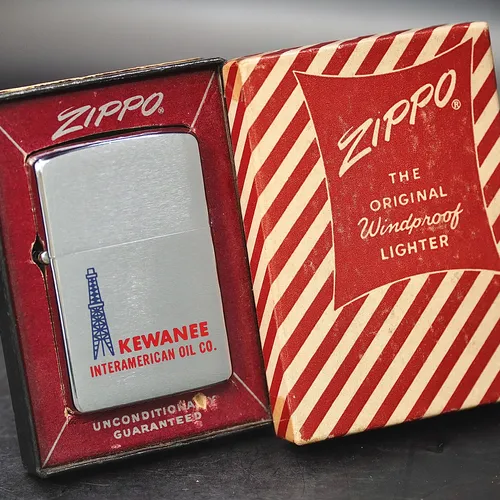 ZIPPO®
KEWANEE
INTERAMERICAN OIL CO.
UNCONDITIONALLY
GUARANTEED
ZIPPO®
THE
ORIGINAL
Windproof
LIGHTER